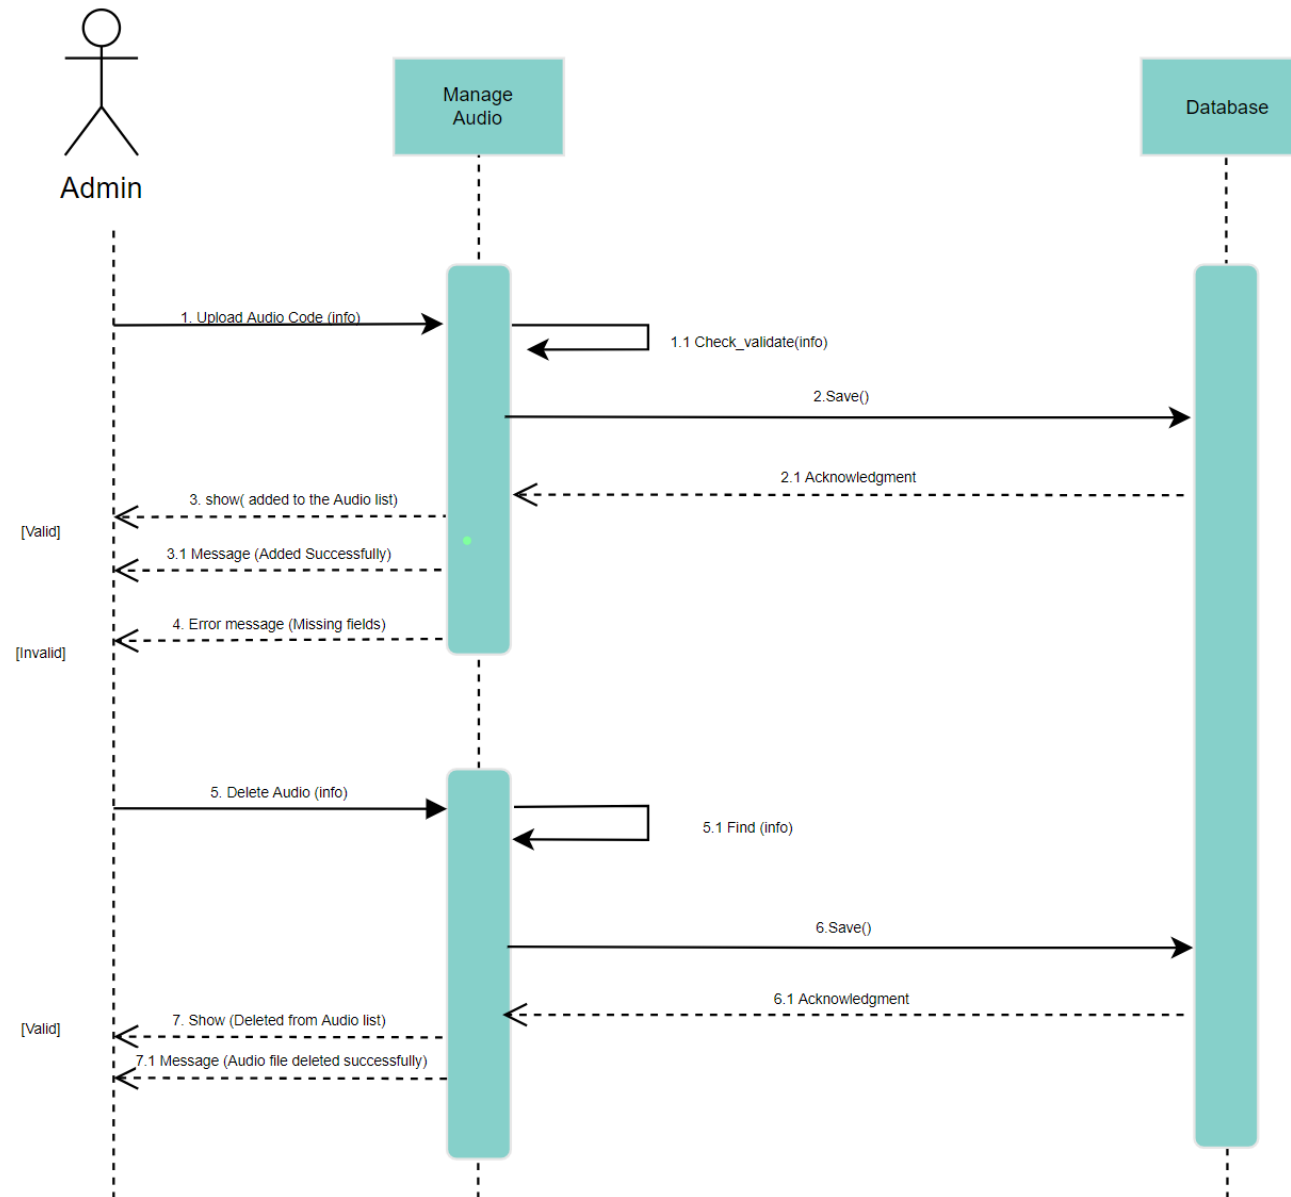 Manage
Audio
Database
Admin
1. Upload Audio Code (info)
1.1 Check_validate(info)
2.Save()
2.1 Acknowledgment
3. show( added to the Audio list)
[Valid]
3.1 Message (Added Successfully)
4. Error message (Missing fields)
[Invalid]
5. Delete Audio (info)
5.1 Find (info)
6.Save()
6.1 Acknowledgment
7. Show (Deleted from Audio list)
[Valid]
7.1 Message (Audio file deleted successfully)